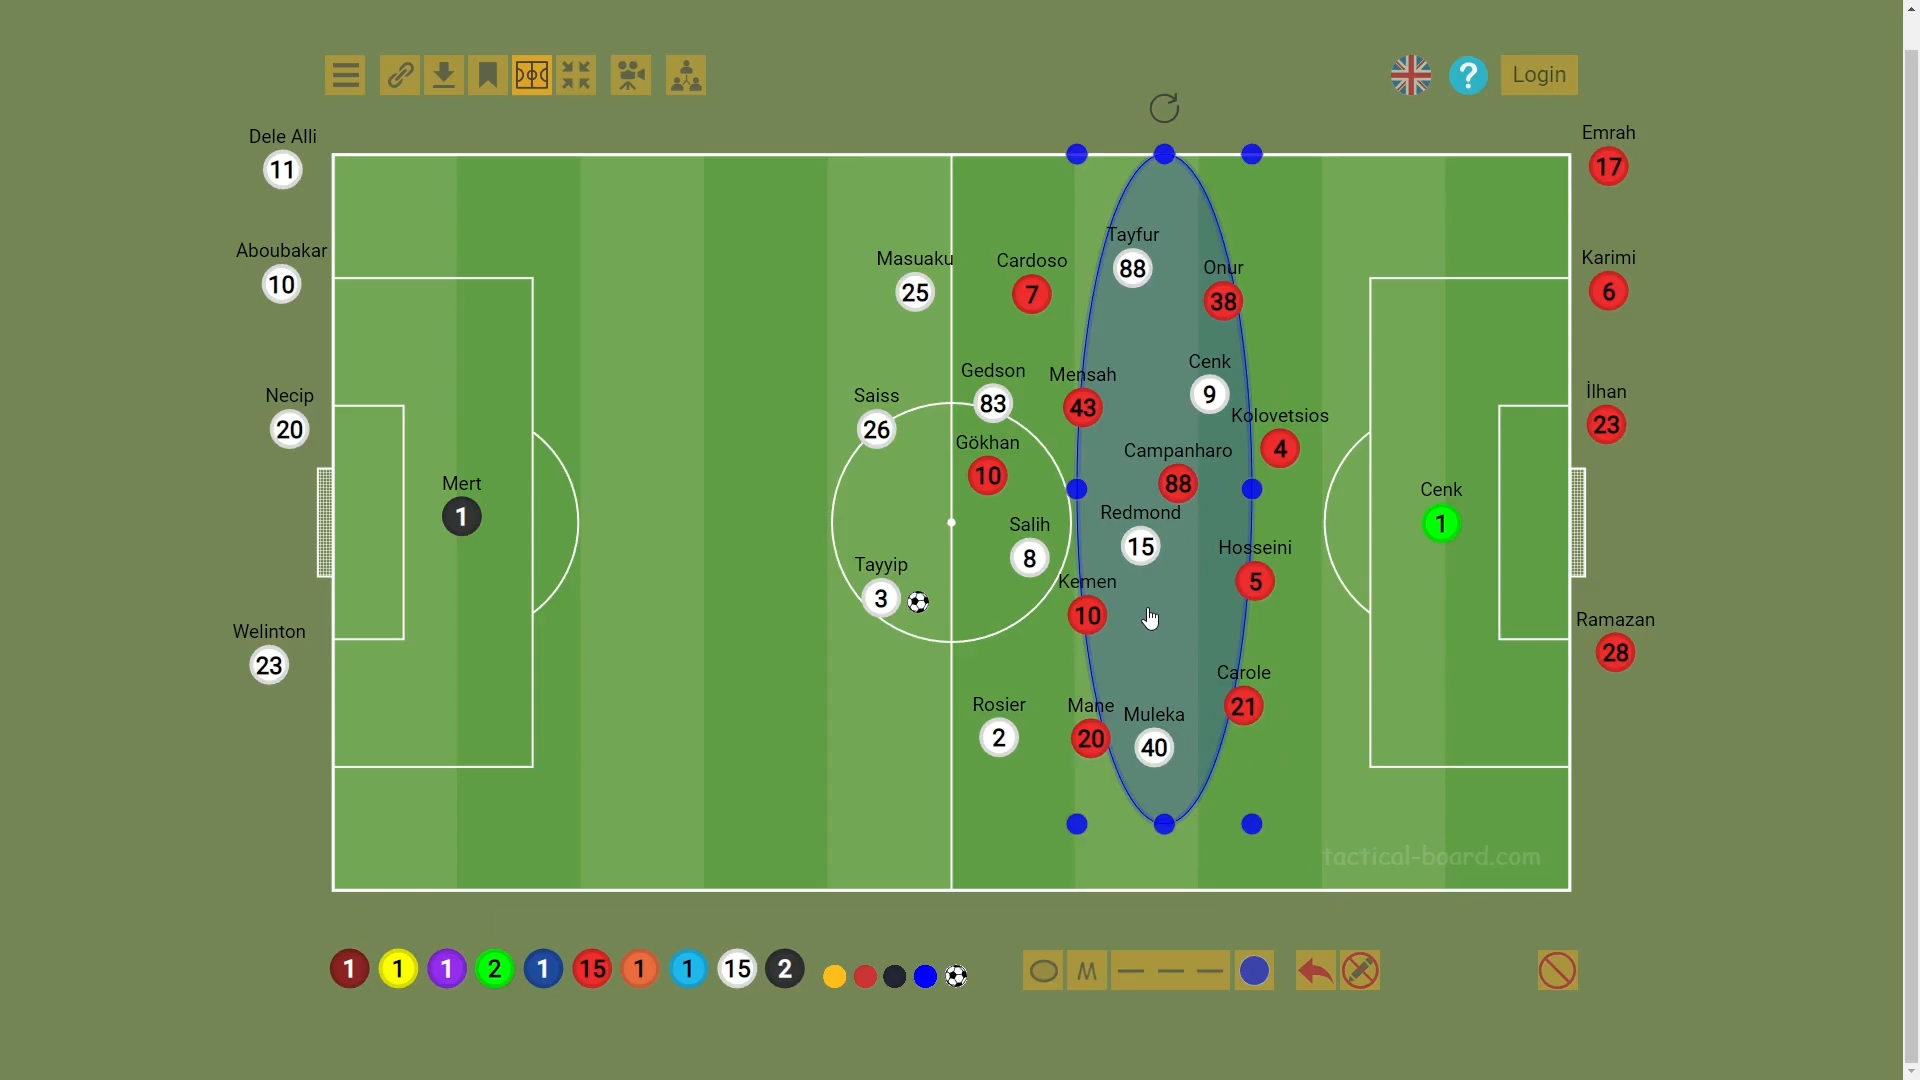 Login
Dele Alli
11
Aboubakar
10
Necip
20
Welinton
23
Mert
1
Masuaku
25
Saiss
26
Gedson
83
Gökhan
10
Salih
8
Tayyip
3
Rosier
2
Cardoso
7
Mensah
43
Tayfur
88
Onur
38
Cenk
9
Kolovetsios
4
Campanharo
88
Redmond
15
Hosseini
5
Kemen
10
Carole
21
Mane
20
Muleka
40
Cenk
1
Emrah
17
Karimi
6
İlhan
23
Ramazan
28
tactical-board.com
1 1 1 2 1 15 1 1 15 2